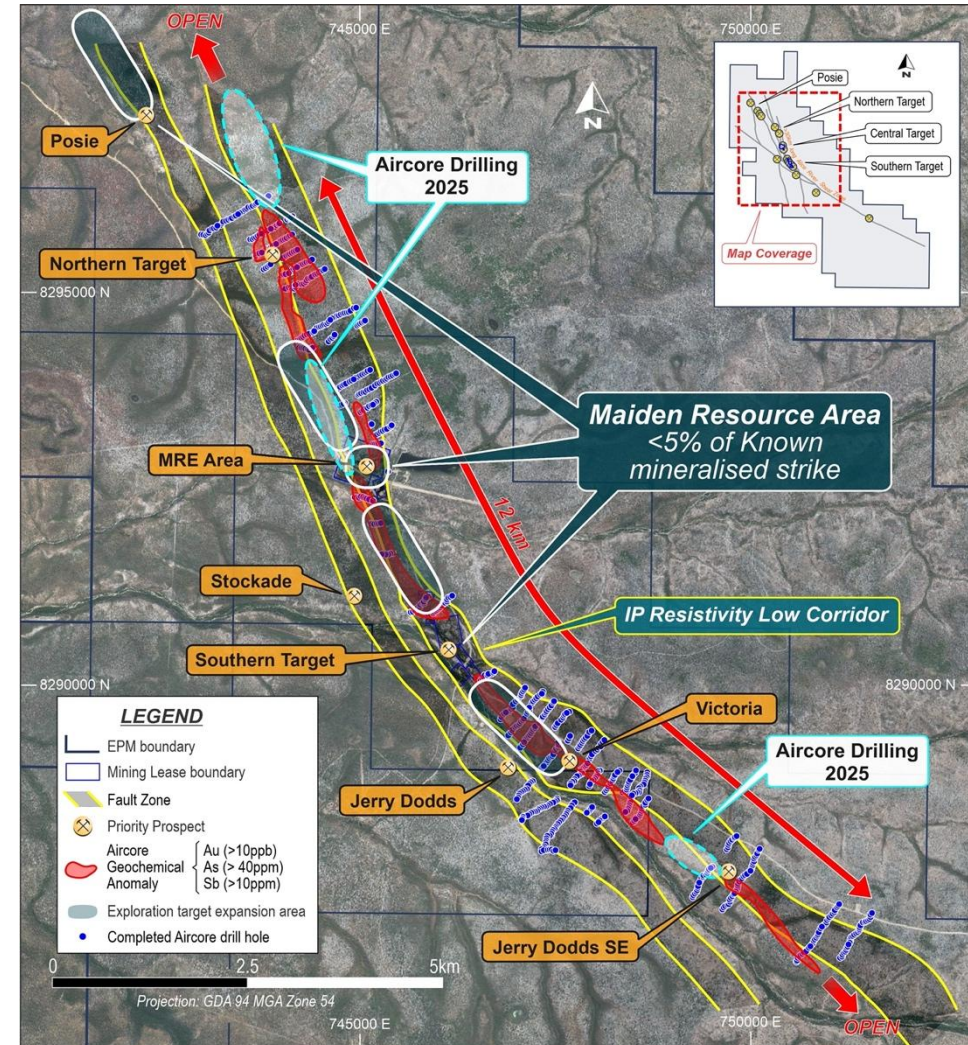 745000 E
750000 E
OPEN
N
N
Posie
Northern Target
Central Target
Southern Target
Map Coverage
Posie
Aircore Drilling
2025
Northern Target
8295000 N
Maiden Resource Area
<5% of Known
mineralised strike
MRE Area
12 km
Stockade
IP Resistivity Low Corridor
Southern Target
8290000 N
8290000 N
Victoria
Aircore Drilling
2025
Jerry Dodds
Jerry Dodds SE
OPEN
LEGEND
EPM boundary
Mining Lease boundary
Fault Zone
Priority Prospect
Aircore
Geochemical
Anomaly
Au (>10ppb)
As (> 40ppm)
Sb (>10ppm)
Exploration target expansion area
Completed Aircore drill hole
0 2.5 5km
Projection: GDA 94 MGA Zone 54
745000 E
750000 E